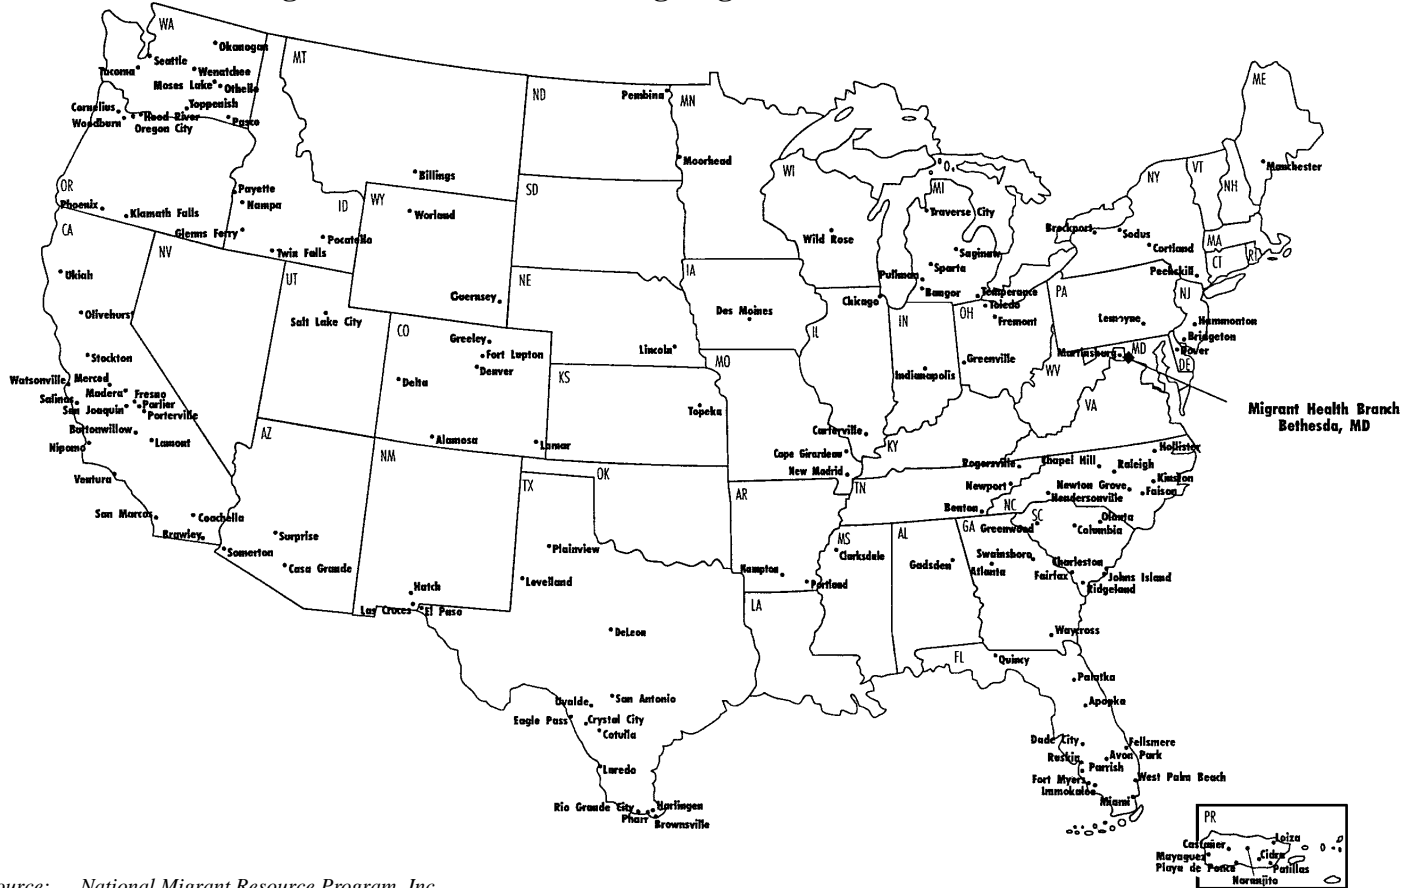 WA
Okanogan
Seattle
Tacoma
Wenatchee
Moses Lake
Othello
Toppenish
Cornelius
Hood River
Woodburn
Oregon City
Pasco
OR
Phoenix
Klamath Falls
MT
Billings
ID
Payette
Nampa
Glenns Ferry
Pocatello
Twin Falls
WY
Worland
Guernsey
ND
Pembina
SD
NE
Lincoln
MN
Moorhead
CA
Ukiah
Olivehurst
Stockton
Watsonville
Merced
Madera
Fresno
Salinas
Parlier
San Joaquin
Porterville
Buttonwillow
Lamont
Nipomo
Ventura
San Marcos
Coachella
Brawley
NV
UT
Salt Lake City
CO
Greeley
Fort Lupton
Denver
Delta
Alamosa
Lamar
KS
Topeka
AZ
Surprise
Somerton
Casa Grande
NM
Hatch
Las Cruces
El Paso
TX
Plainview
Levelland
DeLeon
San Antonio
Uvalde
Eagle Pass
Crystal City
Cotulla
Laredo
Rio Grande City
Harlingen
Pharr
Brownsville
OK
IA
Des Moines
MO
Cape Girardeau
New Madrid
AR
Hampton
Portland
LA
WI
Wild Rose
IL
Chicago
Carterville
MI
Traverse City
Saginaw
Sparta
Pullman
Bangor
Temperance
IN
Indianapolis
OH
Toledo
Fremont
Greenville
KY
TN
Rogersville
Newport
Benton
MS
Clarksdale
AL
Gadsden
GA
Swainsboro
Atlanta
Waycross
FL
Quincy
Palatka
Apopka
Dade City
Fellsmere
Ruskin
Avon Park
Parrish
Fort Myers
West Palm Beach
Immokalee
Miami
SC
Greenwood
Olanta
Columbia
Charleston
Fairfax
Johns Island
Ridgeland
NC
Hollister
Chapel Hill
Raleigh
Kinston
Newton Grove
Faison
Hendersonville
VA
WV
Martinsburg
MD
DE
Dover
Migrant Health Branch
Bethesda, MD
PA
Lemoyne
NJ
Hammonton
Bridgeton
NY
Brockport
Sodus
Cortland
Peekskill
VT
NH
ME
Manchester
MA
CT
RI
PR
Castañer
Loiza
Mayaguez
Cidra
Playa de Ponce
Patillas
Naranjito
National Migrant Resource Program, Inc.